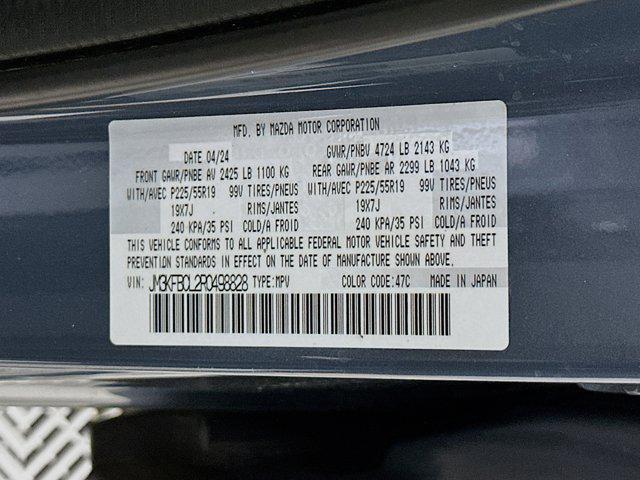 MFD. BY MAZDA MOTOR CORPORATION
DATE 04/24 GVWR/PNBV 4724 LB 2143 KG
FRONT GAWR/PNBE AV 2425 LB 1100 KG REAR GAWR/PNBE AR 2299 LB 1043 KG
WITH/AVEC P225/55R19 99V TIRES/PNEUS WITH/AVEC P225/55R19 99V TIRES/PNEUS
19X7J RIMS/JANTES 19X7J RIMS/JANTES
240 KPA/35 PSI COLD/A FROID 240 KPA/35 PSI COLD/A FROID
THIS VEHICLE CONFORMS TO ALL APPLICABLE FEDERAL MOTOR VEHICLE SAFETY AND THEFT
PREVENTION STANDARDS IN EFFECT ON THE DATE OF MANUFACTURE SHOWN ABOVE.
VIN: JM3KFBCL2R0498828 TYPE:MPV COLOR CODE:47C MADE IN JAPAN